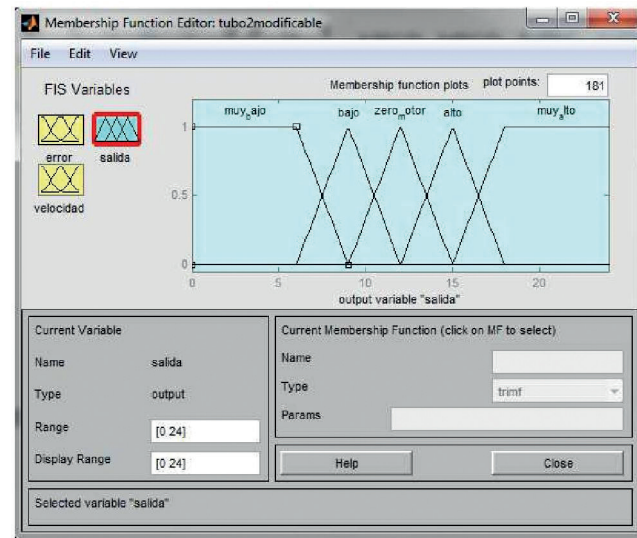 Membership Function Editor: tubo2modificable
File Edit View
FIS Variables
error
salida
velocidad
Membership function plots
plot points:
181
muy_bajo
bajo
zero_motor
alto
muy_alto
1
0.5
0
0
5
10
15
20
output variable "salida"
Current Variable
Name
salida
Type
output
Range
[0 24]
Display Range
[0 24]
Current Membership Function (click on MF to select)
Name
Type
trimf
Params
Help
Close
Selected variable "salida"